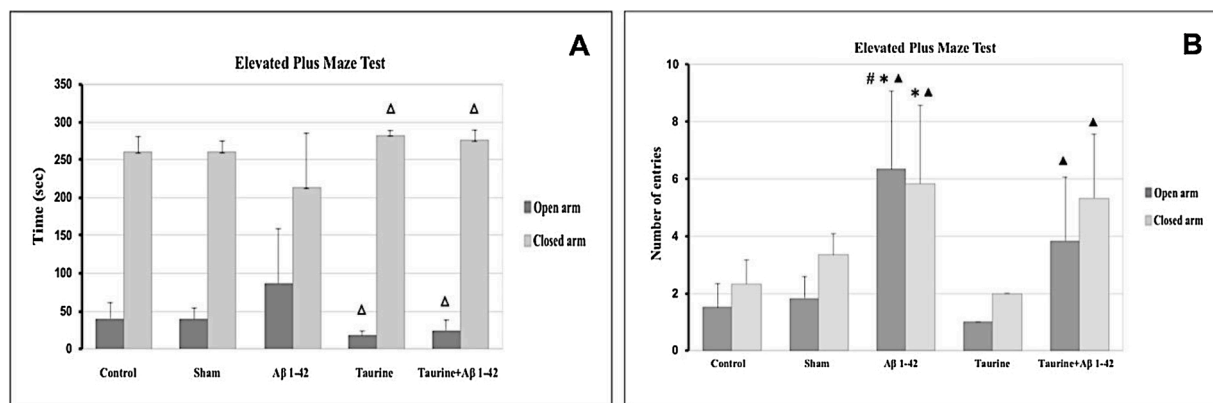 A
Elevated Plus Maze Test
Time (sec)
350
300
250
200
150
100
50
0
Δ
Δ
Δ
Δ
Open arm
Closed arm
Control
Sham
Aβ 1-42
Taurine
Taurine+Aβ 1-42
B
Elevated Plus Maze Test
Number of entries
10
8
6
4
2
0
# * ▲
* ▲
▲
▲
Open arm
Closed arm
Control
Sham
Aβ 1-42
Taurine
Taurine+Aβ 1-42